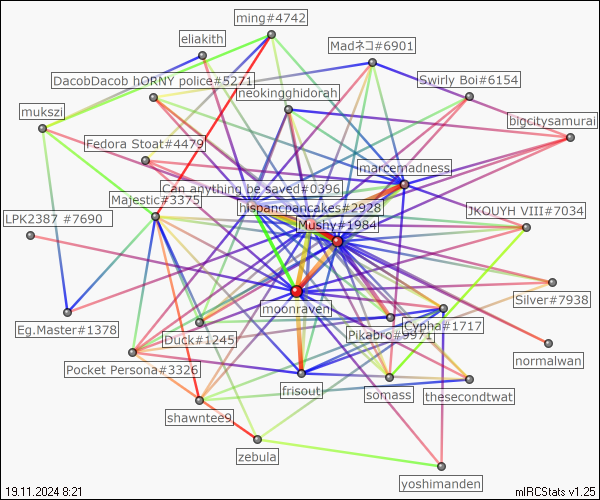 ming#4742
eliakith
Madネコ#6901
DacobDacob hORNY police#5271
Swirly Boi#6154
neokingghidorah
mukszi
bigcitysamurai
Fedora Stoat#4479
marcemadness
Can anything be saved#0396
Majestic#3375
hispancpancakes#2928
LPK2387 #7690
JKOUYH VIII#7034
Mushy#1984
Silver#7938
moonraven
Eg.Master#1378
Cypha#1717
Duck#1245
Pikabro#9971
normalwan
Pocket Persona#3326
frisout
somass
thesecondtwat
shawntee9
zebula
yoshimanden
19.11.2024 8:21
mIRCStats v1.25